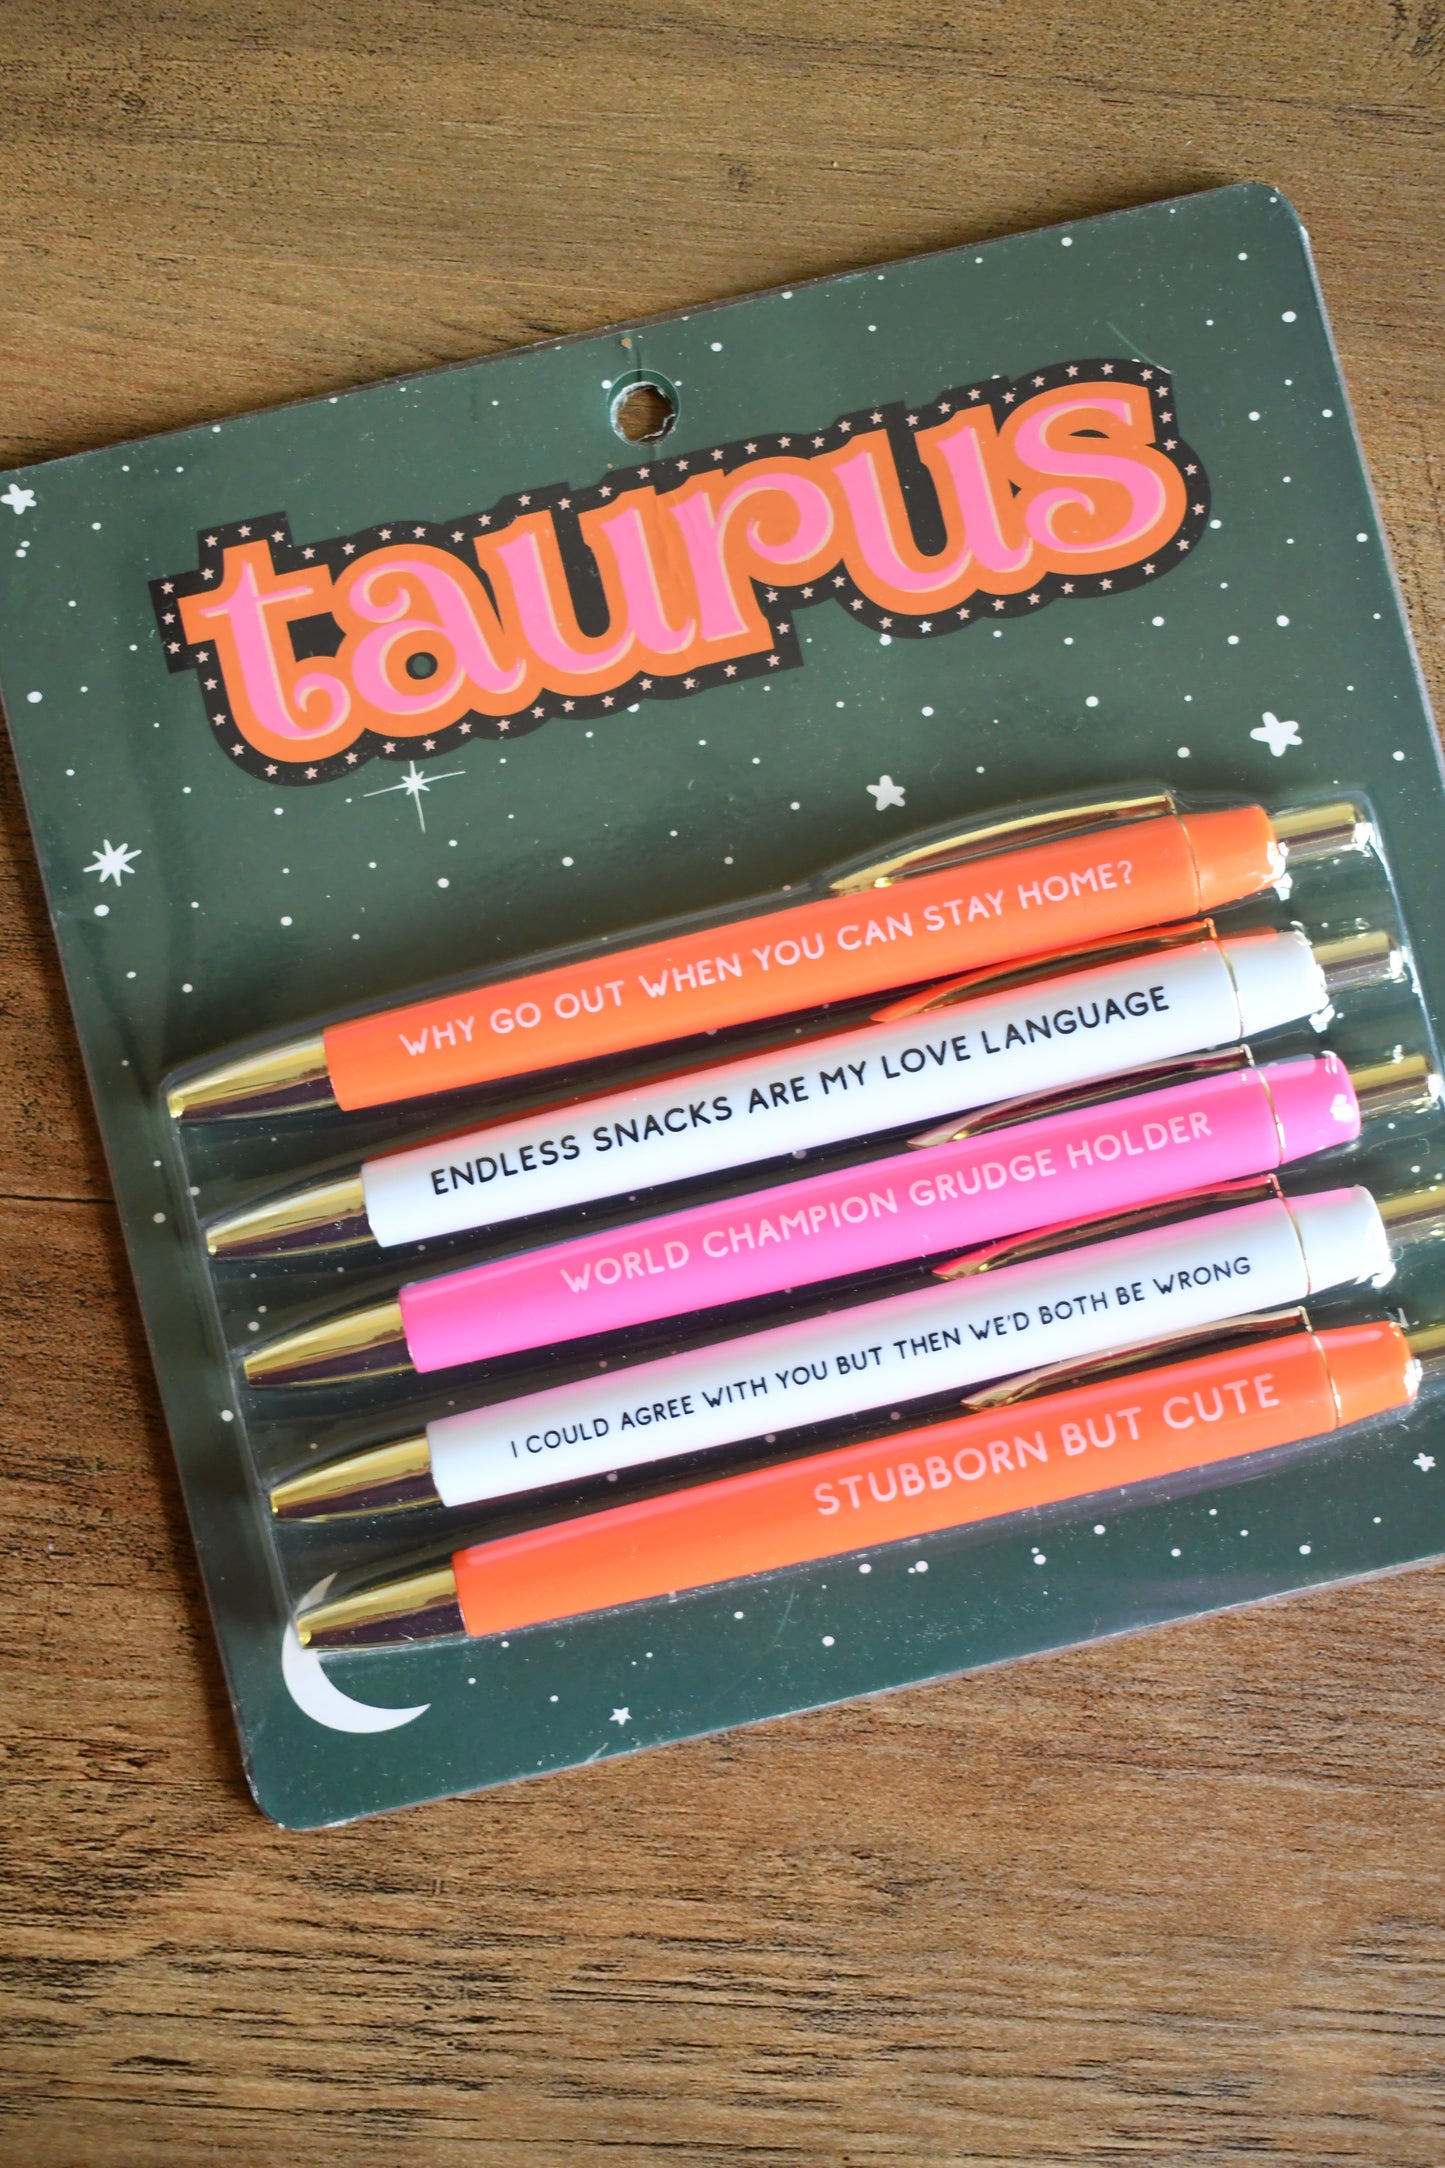 taurus
WHY GO OUT WHEN YOU CAN STAY HOME?
ENDLESS SNACKS ARE MY LOVE LANGUAGE
WORLD CHAMPION GRUDGE HOLDER
I COULD AGREE WITH YOU BUT THEN WE'D BOTH BE WRONG
STUBBORN BUT CUTE